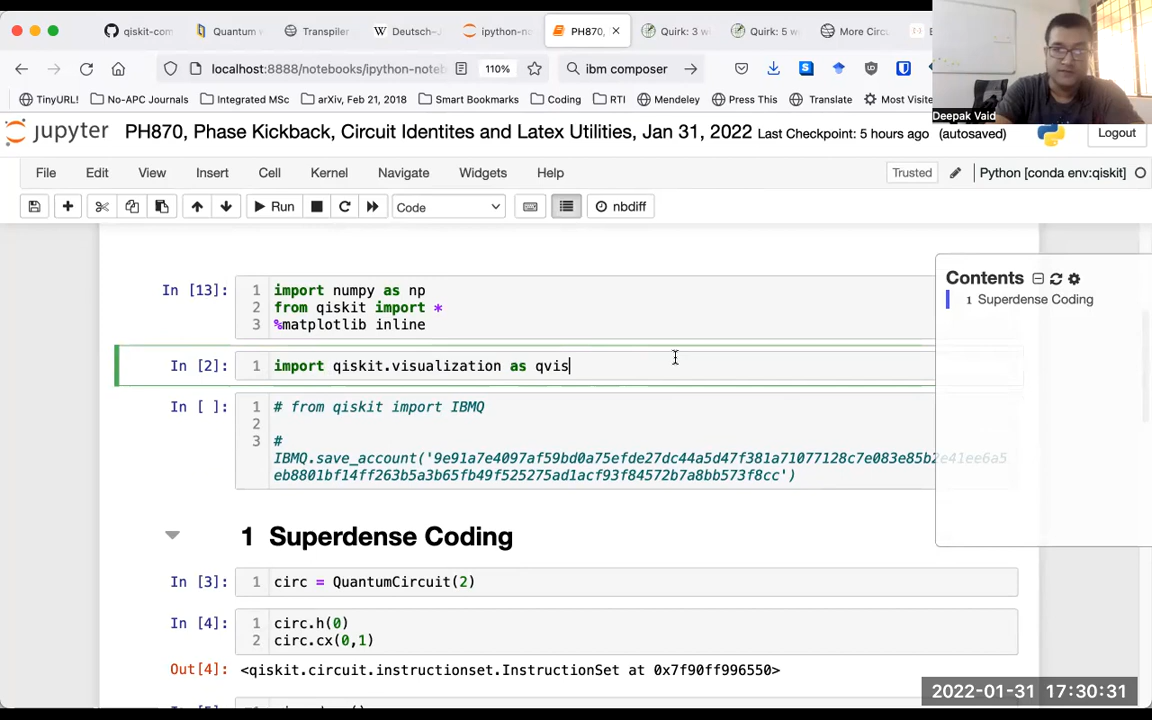 qiskit-com
Quantum
Transpiler
Deutsch-J
ipython-no
PH870,
Quirk: 3 wi
Quirk: 5 w
More Circu
localhost:8888/notebooks/ipython-noteb
110%
ibm composer
TinyURL!
No-APC Journals
Integrated MSc
arXiv, Feb 21, 2018
Smart Bookmarks
Coding
RTI
Mendeley
Press This
Translate
Most Visite
Deepak Vaid
jupyter
PH870, Phase Kickback, Circuit Identites and Latex Utilities, Jan 31, 2022 Last Checkpoint: 5 hours ago (autosaved)
Logout
File Edit View Insert Cell Kernel Navigate Widgets Help
Trusted
Python [conda env:qiskit]
Run
Code
nbdiff
In [13]:
1 import numpy as np
2 from qiskit import *
3 %matplotlib inline
In [2]:
1 import qiskit.visualization as qvis
In [ ]:
1 # from qiskit import IBMQ
2
3 #
IBMQ.save_account('9e91a7e4097af59bd0a75efde27dc44a5d47f381a71077128c7e083e85b2e41ee6a5
eb8801bf14ff263b5a3b65fb49f525275ad1acf93f84572b7a8bb573f8cc')
Contents
1 Superdense Coding
1 Superdense Coding
In [3]:
1 circ = QuantumCircuit(2)
In [4]:
1 circ.h(0)
2 circ.cx(0,1)
Out[4]:
<qiskit.circuit.instructionset.InstructionSet at 0x7f90ff996550>
2022-01-31 17:30:31